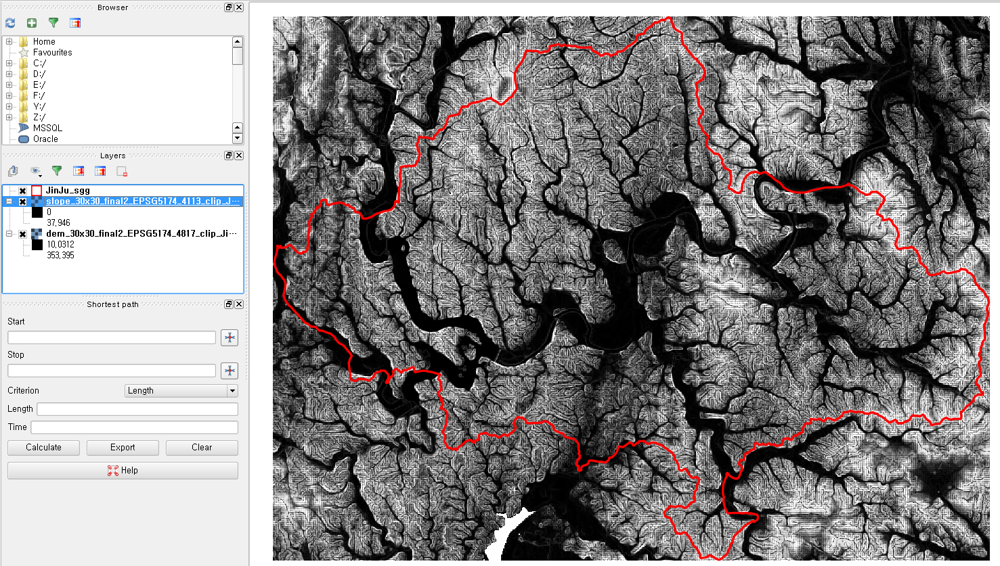 Browser
Home
Favourites
C:/
D:/
E:/
F:/
Y:/
Z:/
MSSQL
Oracle
Layers
JinJu_sgg
slope_30x30_final2_EPSG5174_4113_clip_J···
0
37,946
dem_30x30_final2_EPSG5174_4817_clip_Ji···
10,0312
353,395
Shortest path
Start
Stop
Criterion
Length
Length
Time
Calculate
Export
Clear
Help